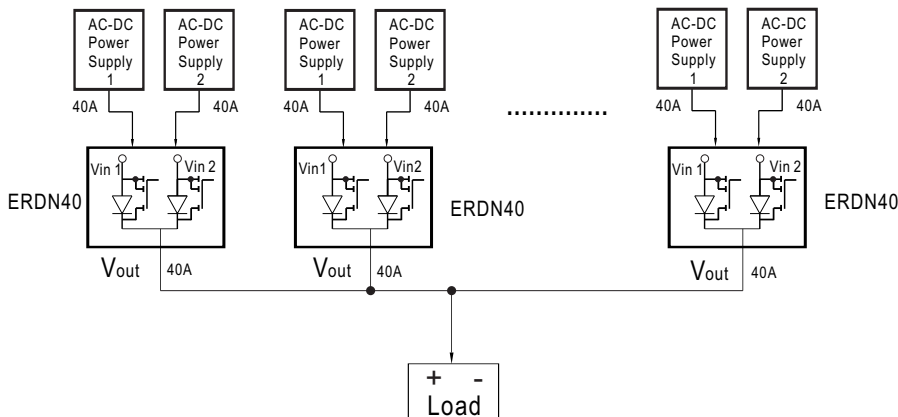 AC-DC
Power
Supply
1
AC-DC
Power
Supply
2
AC-DC
Power
Supply
1
AC-DC
Power
Supply
2
AC-DC
Power
Supply
1
AC-DC
Power
Supply
2
40A
40A
40A
40A
40A
40A
Vin 1
Vin 2
Vin1
Vin2
Vin 1
Vin 2
ERDN40
ERDN40
ERDN40
Vout
40A
Vout
40A
Vout
40A
+ -
Load